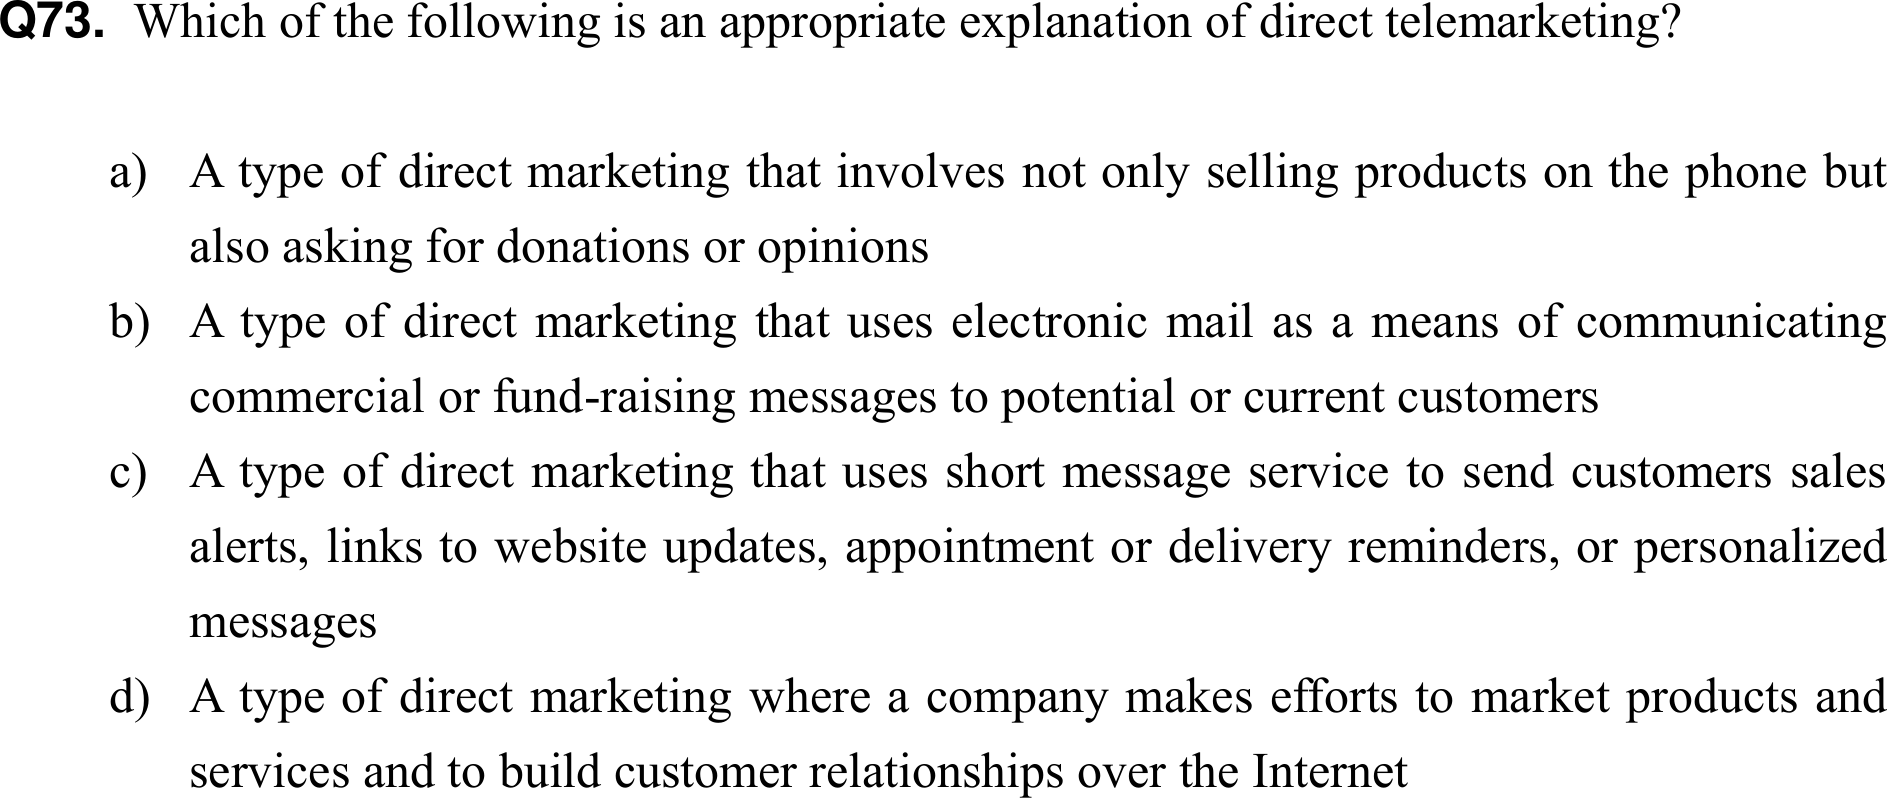 Q73. Which of the following is an appropriate explanation of direct telemarketing?
a) A type of direct marketing that involves not only selling products on the phone but
also asking for donations or opinions
b) A type of direct marketing that uses electronic mail as a means of communicating
commercial or fund-raising messages to potential or current customers
c) A type of direct marketing that uses short message service to send customers sales
alerts, links to website updates, appointment or delivery reminders, or personalized
messages
d) A type of direct marketing where a company makes efforts to market products and
services and to build customer relationships over the Internet